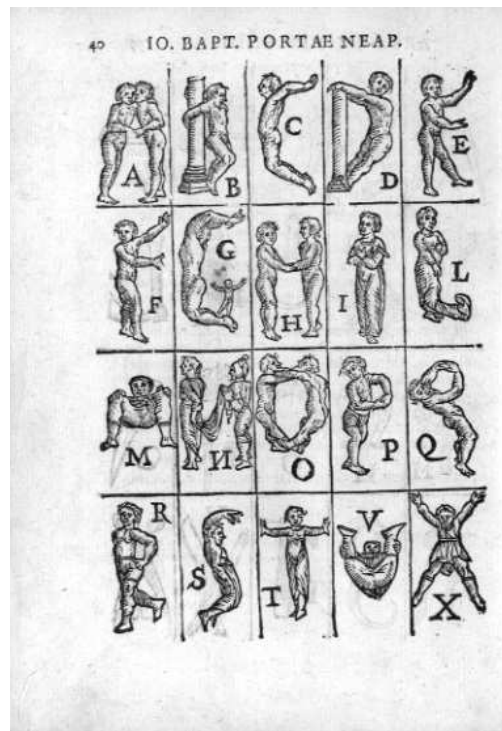 40 IO. BAPT. PORTAE NEAP.
A B C D E
F G H I L
M И O P Q
R S T V X